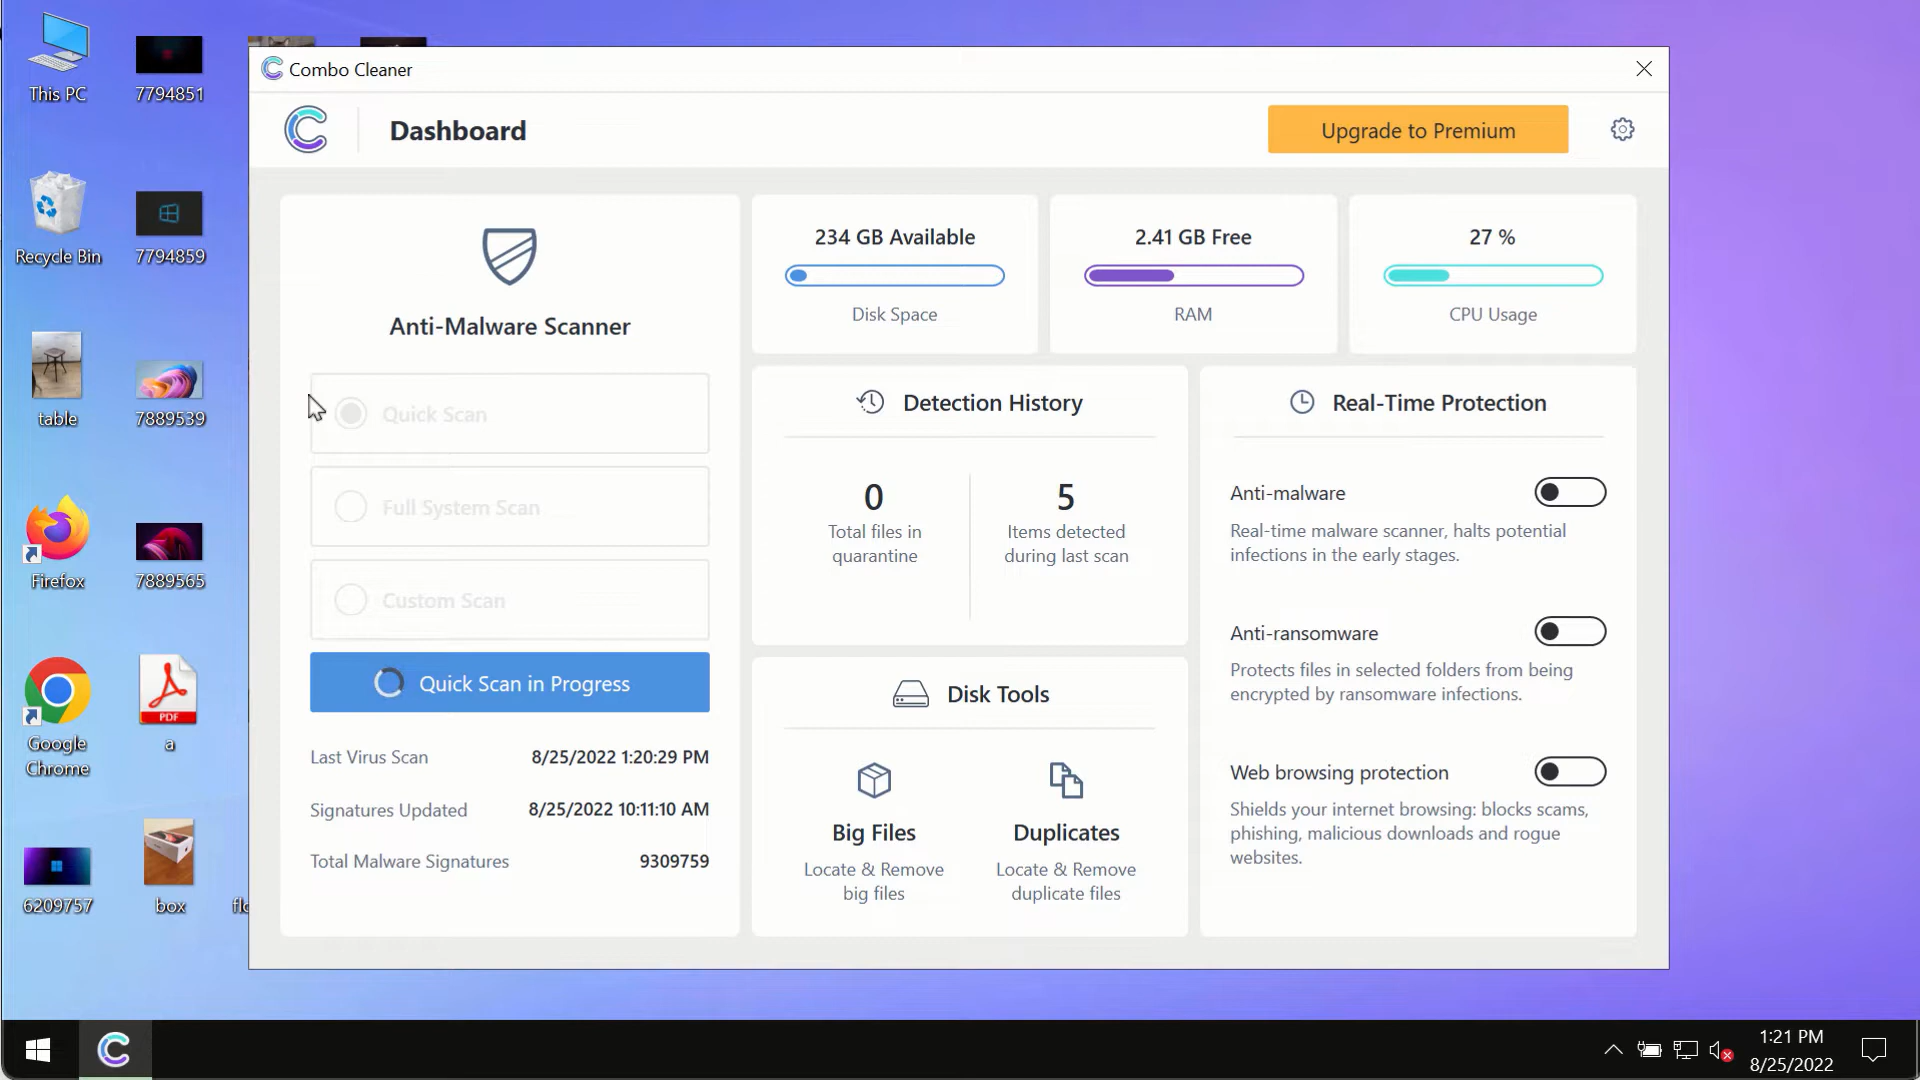 This PC
7794851
Recycle Bin
7794859
table
7889539
Firefox
7889565
Google
Chrome
PDF
a
6209757
box
Combo Cleaner
Dashboard
Upgrade to Premium
Anti-Malware Scanner
Quick Scan
Full System Scan
Custom Scan
Quick Scan in Progress
Last Virus Scan 8/25/2022 1:20:29 PM
Signatures Updated 8/25/2022 10:11:10 AM
Total Malware Signatures 9309759
234 GB Available
Disk Space
2.41 GB Free
RAM
27 %
CPU Usage
Detection History
0
Total files in
quarantine
5
Items detected
during last scan
Disk Tools
Big Files
Locate & Remove
big files
Duplicates
Locate & Remove
duplicate files
Real-Time Protection
Anti-malware
Real-time malware scanner, halts potential
infections in the early stages.
Anti-ransomware
Protects files in selected folders from being
encrypted by ransomware infections.
Web browsing protection
Shields your internet browsing: blocks scams,
phishing, malicious downloads and rogue
websites.
1:21 PM
8/25/2022